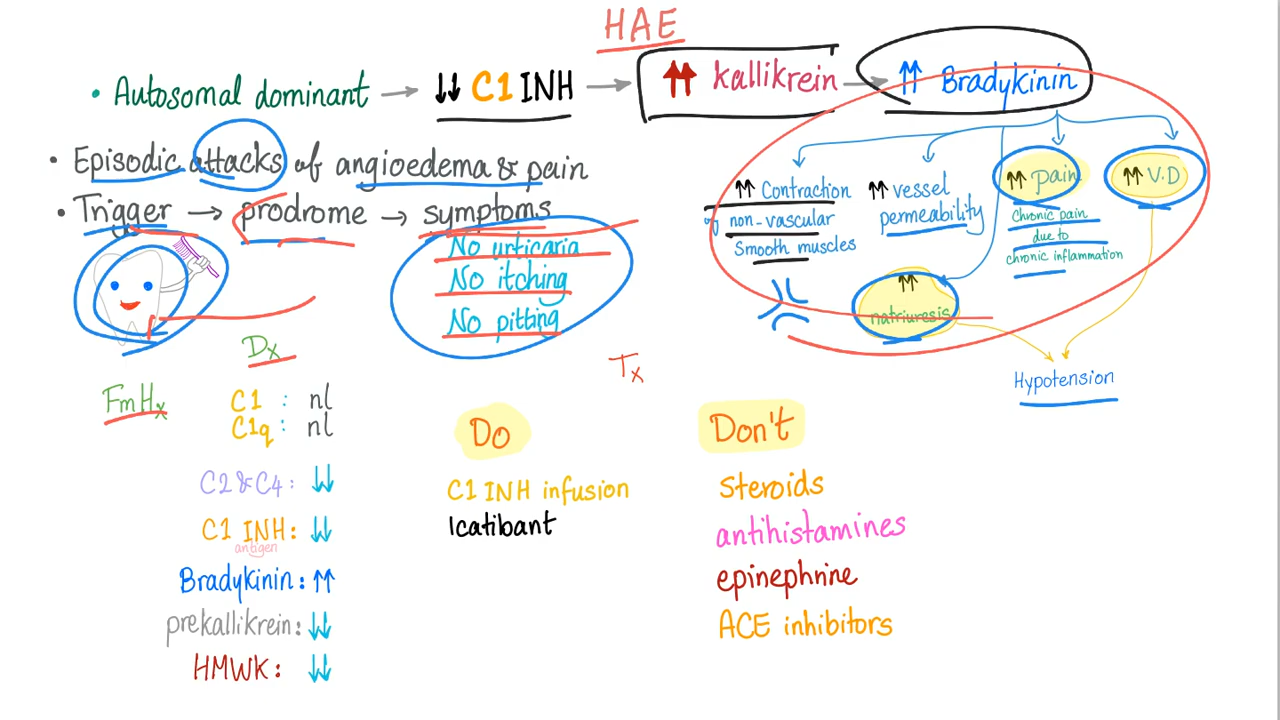 HAE
• Autosomal dominant → ↓↓ C1 INH → ↑↑ kallikrein → ↑↑ Bradykinin
• Episodic attacks of angioedema & pain
• Trigger → prodrome → symptoms
No urticaria
No itching
No pitting
↑↑ Contraction
of non-vascular
Smooth muscles
↑↑ vessel
permeability
↑↑ pain
chronic pain
due to
chronic inflammation
↑↑ V.D
↑↑
natriuresis
Hypotension
FmHx
Dx
C1 : nl
C1q : nl
C2 & C4 : ↓↓
C1 INH : ↓↓
antigen
Bradykinin : ↑↑
prekallikrein : ↓↓
HMWK : ↓↓
Tx
Do
C1 INH infusion
Icatibant
Don't
Steroids
antihistamines
epinephrine
ACE inhibitors